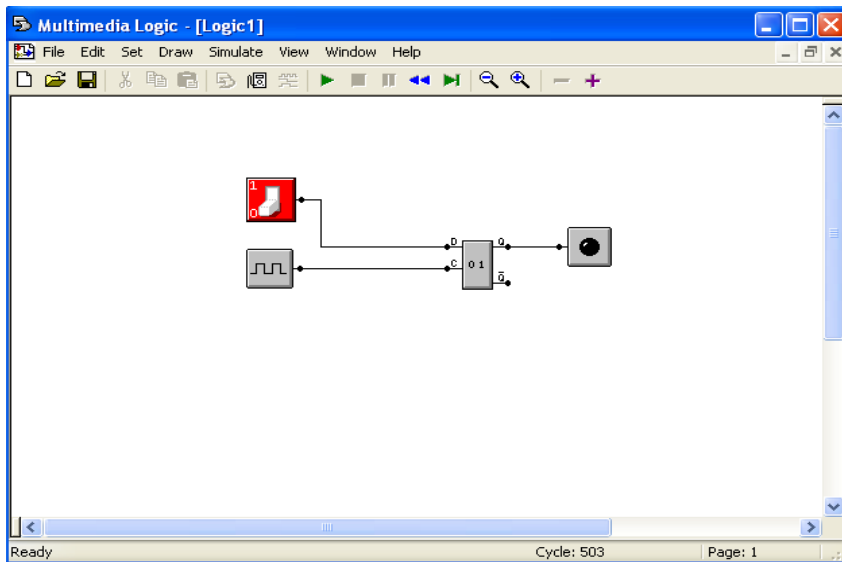 Multimedia Logic - [Logic1]
File Edit Set Draw Simulate View Window Help
1
0
D Q
C 0 1
Q̅
Ready Cycle: 503 Page: 1